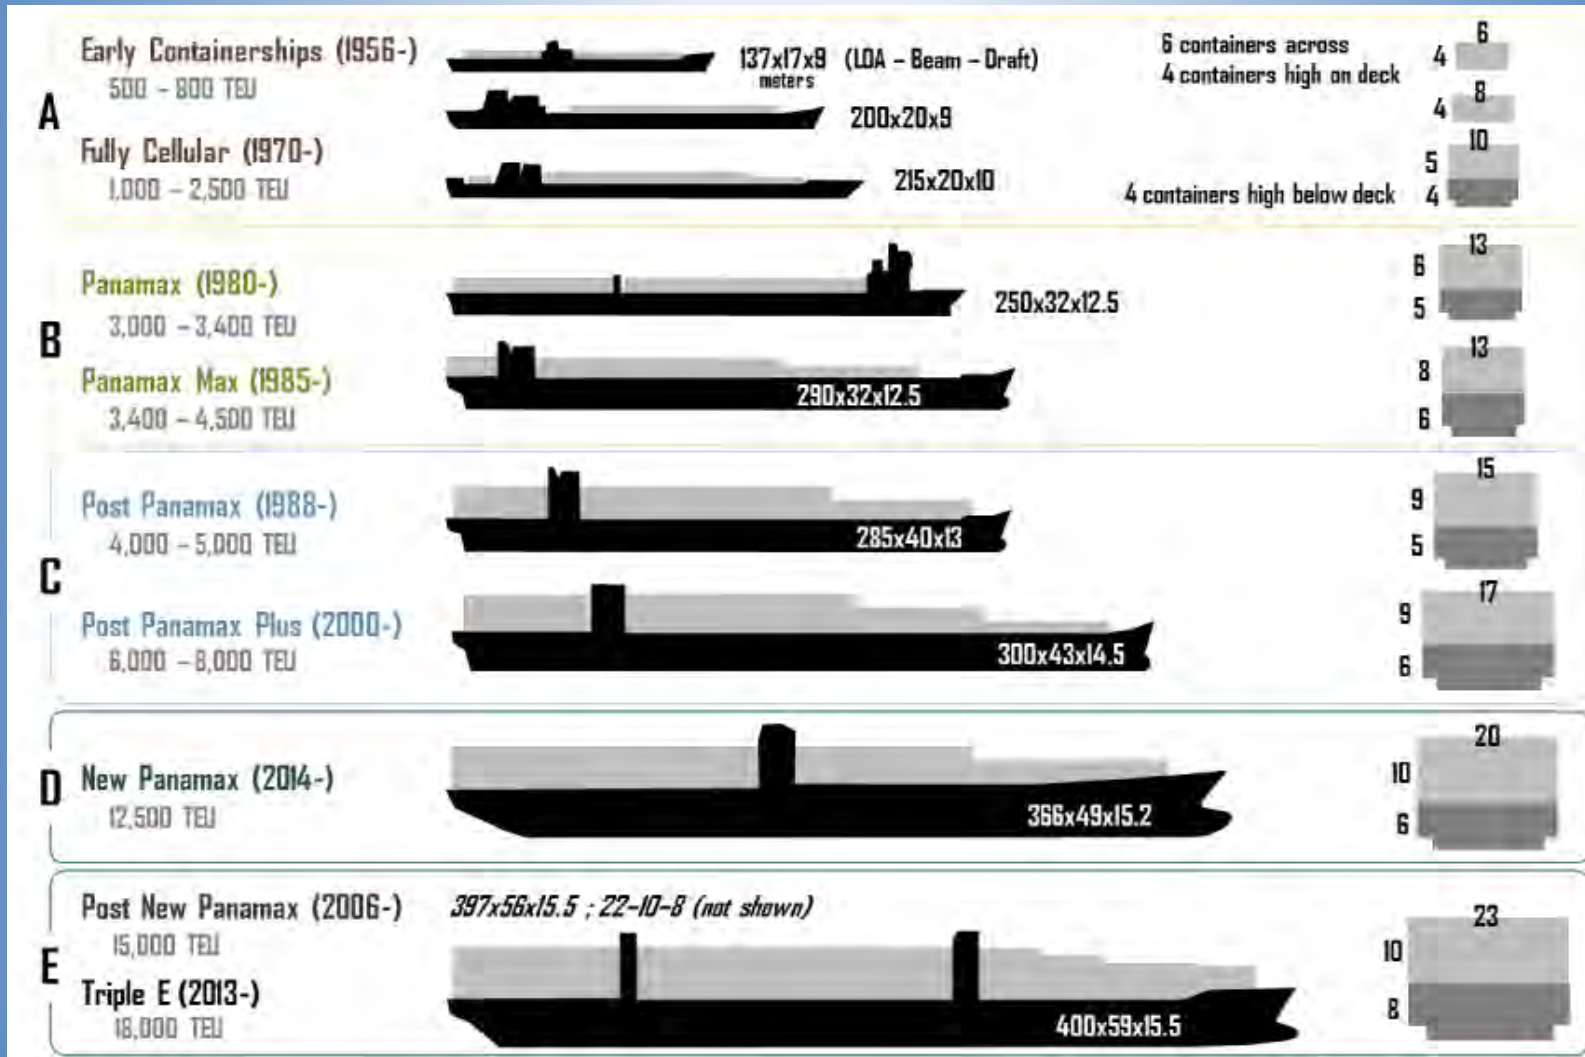 A
Early Containerships (1956-)
500 – 800 TEU
137x17x9 (LOA – Beam – Draft)
meters
6 containers across
4 containers high on deck
6
4
200x20x9
8
4
Fully Cellular (1970-)
1,000 – 2,500 TEU
215x20x10
4 containers high below deck
10
5
4
B
Panamax (1980-)
3,000 – 3,400 TEU
250x32x12.5
13
6
5
Panamax Max (1985-)
3,400 – 4,500 TEU
290x32x12.5
13
8
6
C
Post Panamax (1988-)
4,000 – 5,000 TEU
285x40x13
15
9
5
Post Panamax Plus (2000-)
6,000 – 8,000 TEU
300x43x14.5
17
9
6
D
New Panamax (2014-)
12,500 TEU
366x49x15.2
20
10
6
E
Post New Panamax (2006-)
15,000 TEU
397x56x15.5 ; 22-10-8 (not shown)
Triple E (2013-)
18,000 TEU
400x59x15.5
23
10
8